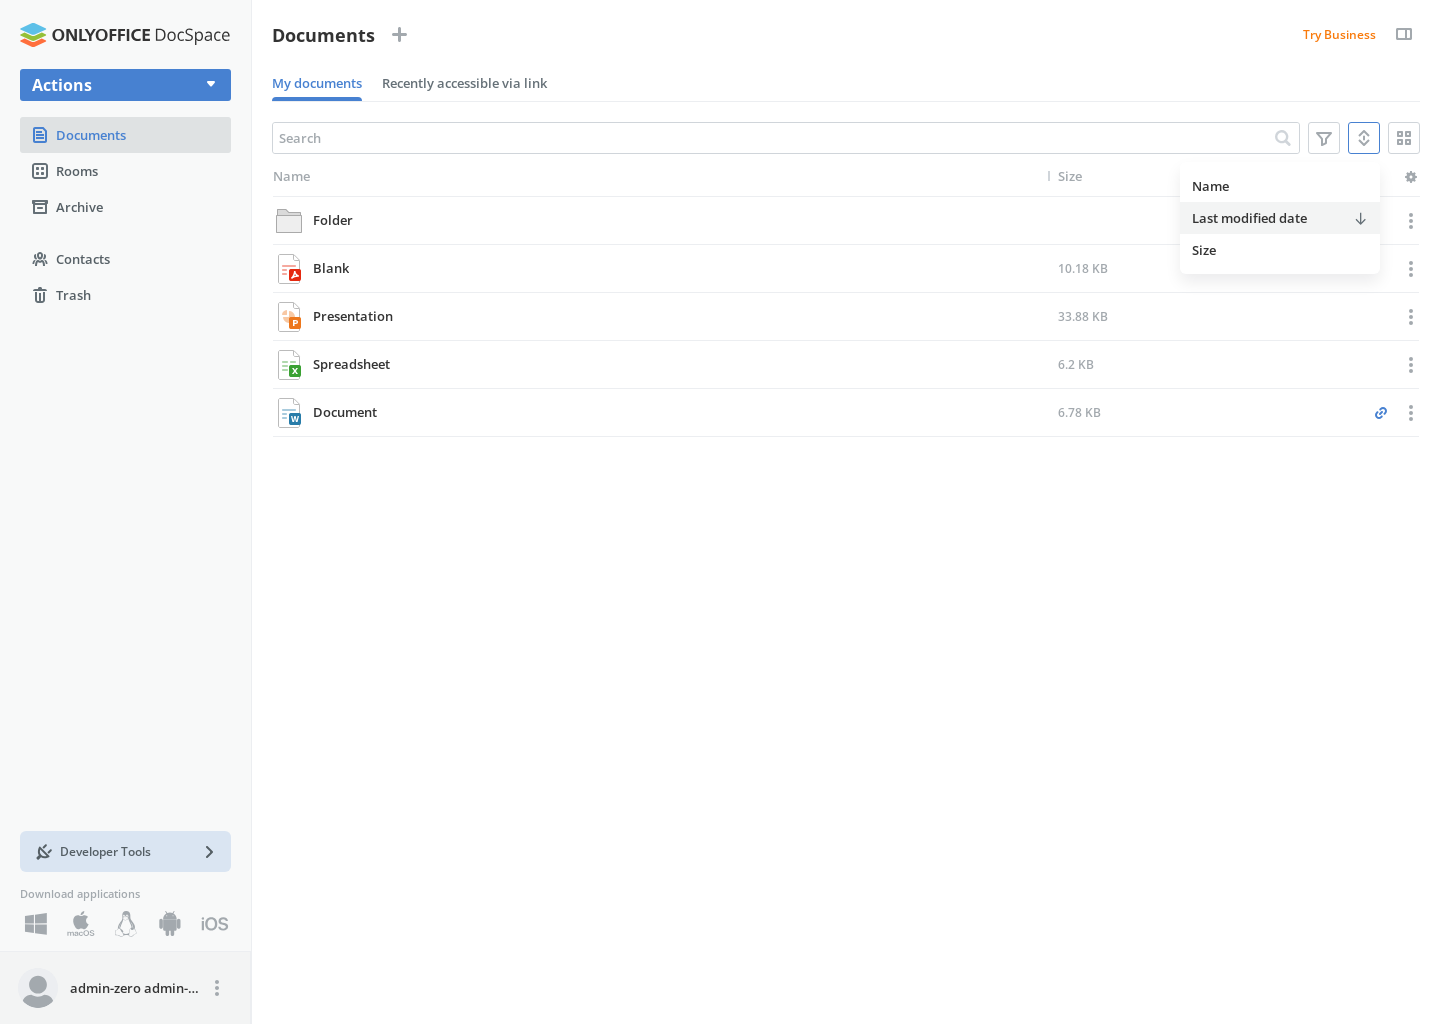 ONLYOFFICE DocSpace
Actions
Documents
Rooms
Archive
Contacts
Trash
Developer Tools
Download applications
macOS
iOS
admin-zero admin-...
Documents
Try Business
My documents
Recently accessible via link
Search
Name
Size
Name
Last modified date
Size
Folder
Blank
10.18 KB
Presentation
33.88 KB
P
Spreadsheet
6.2 KB
X
Document
6.78 KB
W